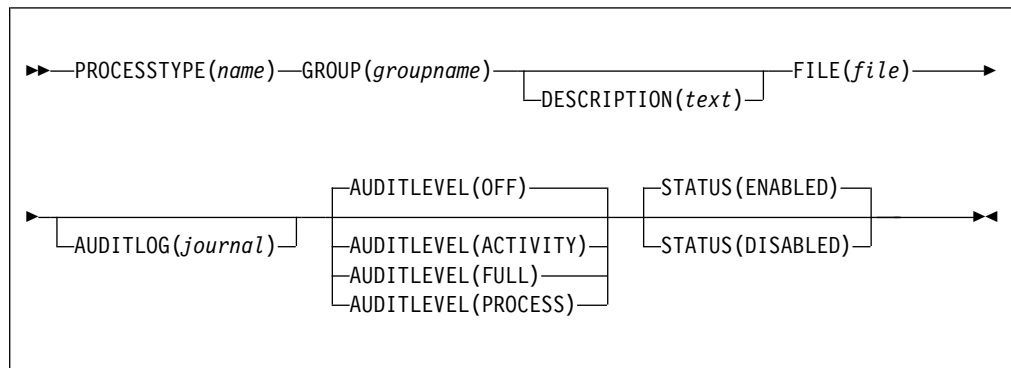 PROCESSTYPE(name) GROUP(groupname) FILE(file)
DESCRIPTION(text)
AUDITLEVEL(OFF) STATUS(ENABLED)
AUDITLOG(journal) AUDITLEVEL(ACTIVITY) STATUS(DISABLED)
AUDITLEVEL(FULL)
AUDITLEVEL(PROCESS)